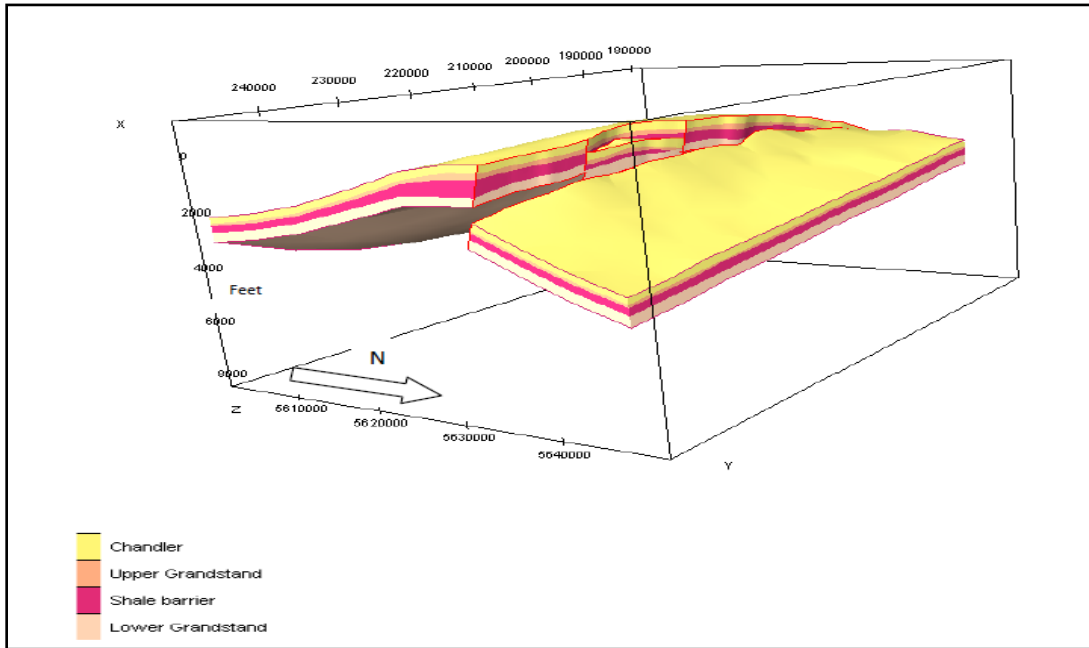 240000 230000 220000 210000 200000 190000 190000
X
0
2000
4000
Feet
6000
8000
N
Z
5610000 5620000 5630000 5640000
Y
Chandler
Upper Grandstand
Shale barrier
Lower Grandstand